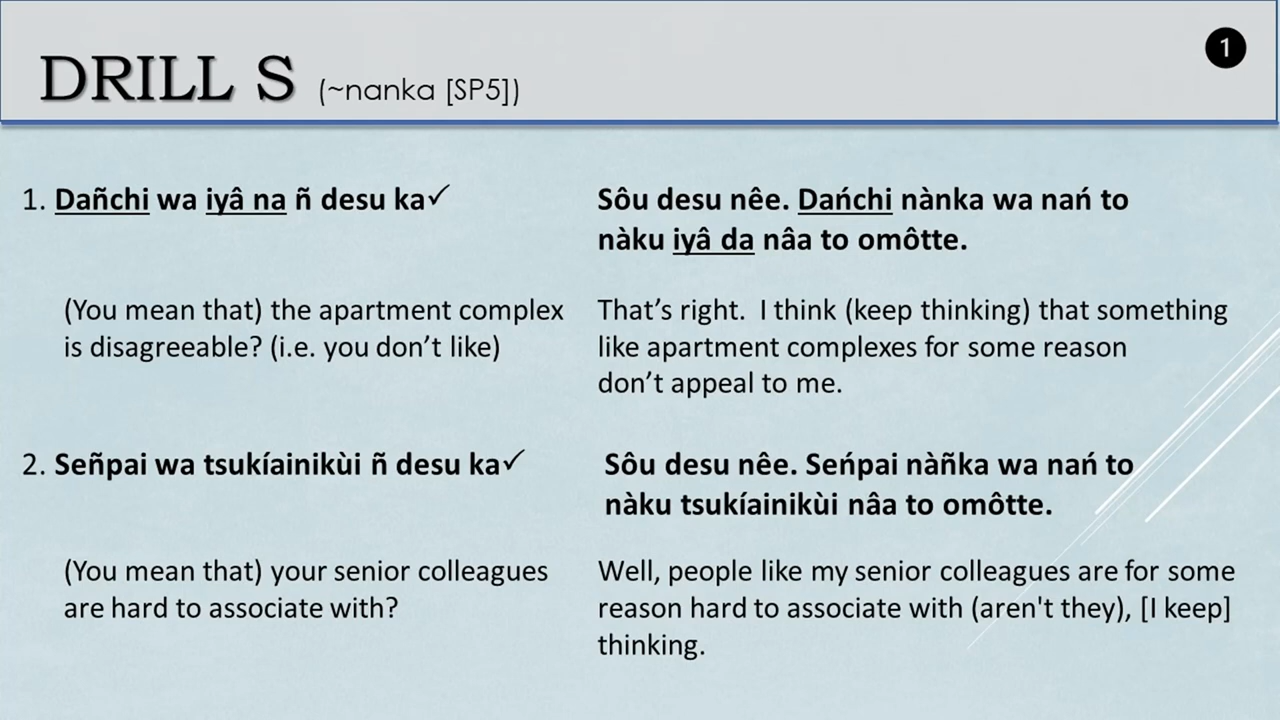 DRILL S (~nanka [SP5])
1
1. Dañchi wa iyâ na ñ desu ka✓
Sôu desu nêe. Dańchi nànka wa nań to
nàku iyâ da nâa to omôtte.
(You mean that) the apartment complex
is disagreeable? (i.e. you don’t like)
That’s right.  I think (keep thinking) that something
like apartment complexes for some reason
don’t appeal to me.
2. Señpai wa tsukíainikùi ñ desu ka✓
Sôu desu nêe. Seńpai nàñka wa nań to
nàku tsukíainikùi nâa to omôtte.
(You mean that) your senior colleagues
are hard to associate with?
Well, people like my senior colleagues are for some
reason hard to associate with (aren't they), [I keep]
thinking.